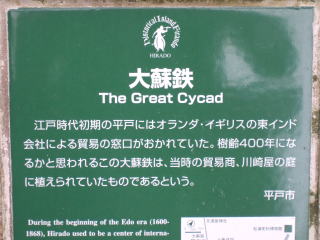 Historical Island Hirado
HIRADO
大蘇鉄
The Great Cycad
江戸時代初期の平戸にはオランダ・イギリスの東インド
会社による貿易の窓口がおかれていた。樹齢400年にな
るかと思われるこの大蘇鉄は、当時の貿易商、川崎屋の庭
に植えられていたものであるという。
平戸市
During the beginning of the Edo era (1600-
1868), Hirado used to be a center of interna-